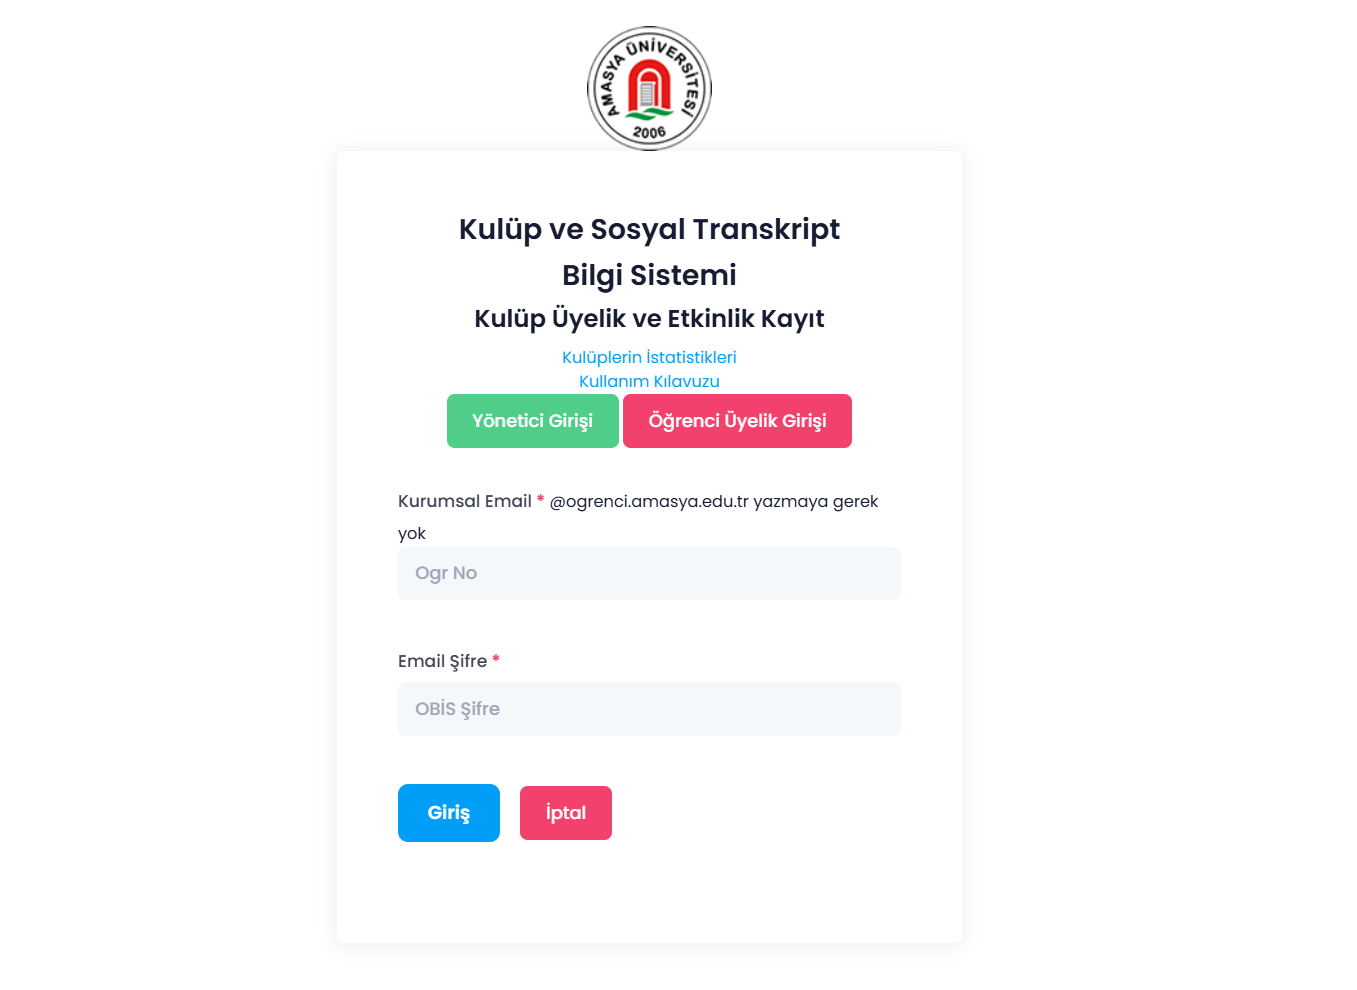 AMASYA ÜNİVERSİTESİ
2006
Kulüp ve Sosyal Transkript
Bilgi Sistemi
Kulüp Üyelik ve Etkinlik Kayıt
Kulüplerin İstatistikleri
Kullanım Kılavuzu
Yönetici Girişi Öğrenci Üyelik Girişi
Kurumsal Email * @ogrenci.amasya.edu.tr yazmaya gerek
yok
Ogr No
Email Şifre *
OBİS Şifre
Giriş İptal